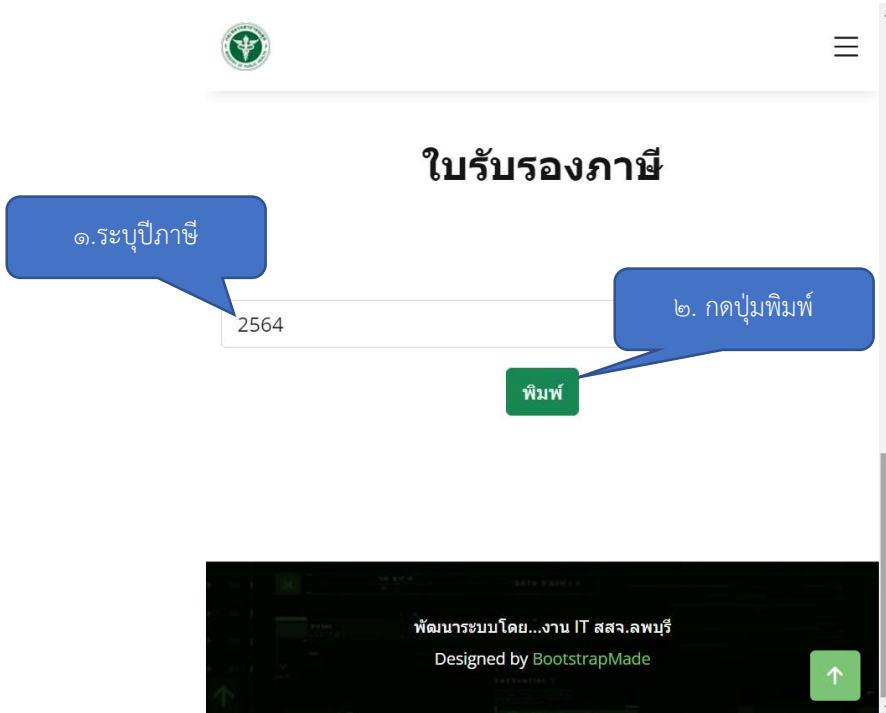 ใบรับรองภาษี
๑.ระบุปีภาษี
๒. กดปุ่มพิมพ์
2564
พิมพ์
พัฒนาระบบโดย...งาน IT สสจ.ลพบุรี
Designed by BootstrapMade